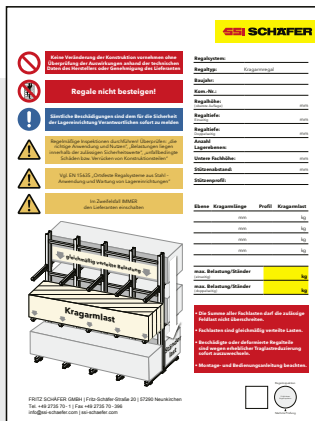 SSI SCHÄFER
Keine Veränderung der Konstruktion vornehmen ohne
Überprüfung der Auswirkungen anhand der technischen
Daten des Herstellers oder Genehmigung des Lieferanten
Regale nicht besteigen!
Sämtliche Beschädigungen sind dem für die Sicherheit
der Lagereinrichtung Verantwortlichen sofort zu melden
Regelmäßige Inspektionen durchführen! Überprüfen: „die
richtige Anwendung und Nutzen“, „Belastungen liegen
innerhalb der zulässigen Sicherheitswerte“, „unfallbedingte
Schäden bzw. Verrücken von Konstruktionsteilen“
Vgl. EN 15635 „Ortsfeste Regalsysteme aus Stahl -
Anwendung und Wartung von Lagereinrichtungen“
Im Zweifelsfall IMMER
den Lieferanten einschalten
gleichmäßig verteilte Belastung
Kragarmlast
FRITZ SCHÄFER GMBH | Fritz-Schäfer-Straße 20 | 57290 Neunkirchen
Tel. +49 2735 70 - 1 | Fax +49 2735 70 - 396
info@ssi-schaefer.com | ssi-schaefer.com
Regalsystem:
Regaltyp: Kragarmregal
Baujahr:
Kom.-Nr.:
Regalhöhe: mm
Regaltiefe: mm
Einseitig
Regaltiefe: mm
Doppelseitig
Anzahl
Lagerebenen:
Untere Fachhöhe: mm
Stützenabstand: mm
Stützenprofil:
Ebene Kragarmlänge Profil Kragarmlast
mm kg
mm kg
mm kg
mm kg
max. Belastung/Ständer
(einseitig) kg
max. Belastung/Ständer
(doppelseitig) kg
• Die Summe aller Fachlasten darf die zulässige
Feldlast nicht überschreiten.
• Fachlasten sind gleichmäßig verteilte Lasten.
• Beschädigte oder deformierte Regalteile
sind wegen erheblicher Traglastreduzierung
sofort auszuwechseln.
• Montage- und Bedienungsanleitung beachten.